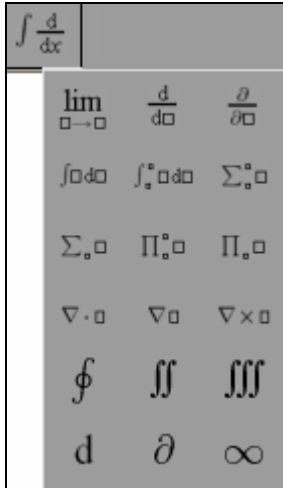 ∫ d/dx
lim □→□ d/d□ ∂/∂□
∫□d□ ∫□□□d□ ∑□□□
∑□□ ∏□□□ ∏□□
∇·□ ∇□ ∇×□
∮ ∬ ∭
d ∂ ∞